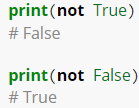 print(not True)
# False
print(not False)
# True